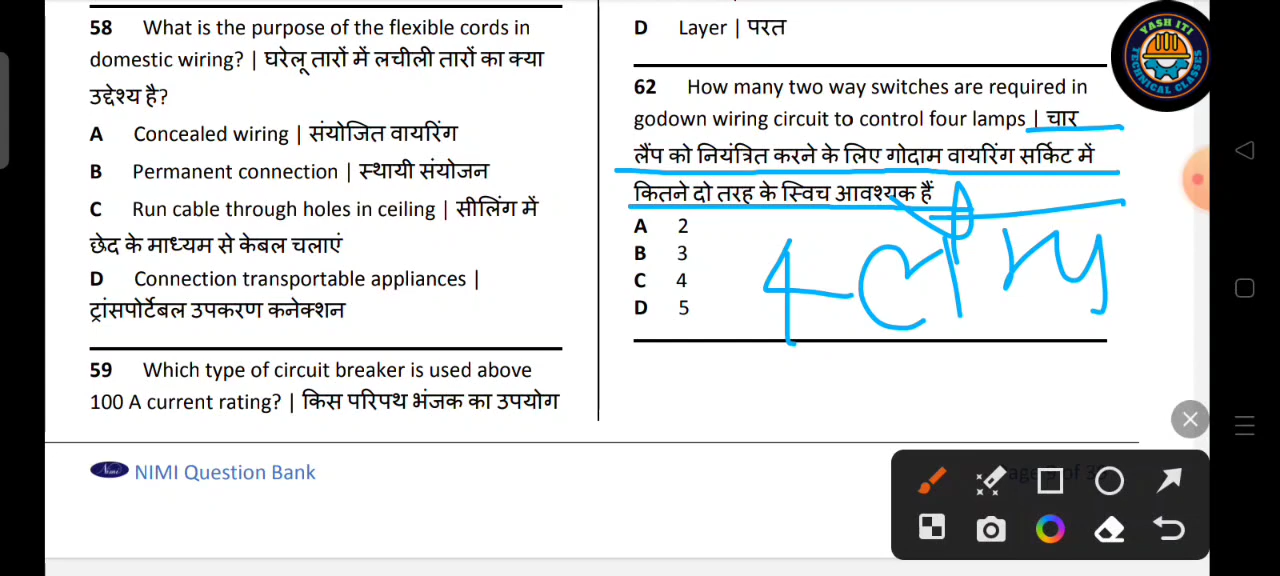 58 What is the purpose of the flexible cords in
domestic wiring? | घरेलू तारों में लचीली तारों का क्या
उद्देश्य है?
A Concealed wiring | संयोजित वायरिंग
B Permanent connection | स्थायी संयोजन
C Run cable through holes in ceiling | सीलिंग में
छेद के माध्यम से केबल चलाएं
D Connection transportable appliances |
ट्रांसपोर्टेबल उपकरण कनेक्शन
59 Which type of circuit breaker is used above
100 A current rating? | किस परिपथ भंजक का उपयोग
D Layer | परत
62 How many two way switches are required in
godown wiring circuit to control four lamps | चार
लैंप को नियंत्रित करने के लिए गोदाम वायरिंग सर्किट में
कितने दो तरह के स्विच आवश्यक हैं
A 2
B 3
C 4
D 5
4
YASH ITI
TECHNICAL CLASSES
Nimi
NIMI Question Bank